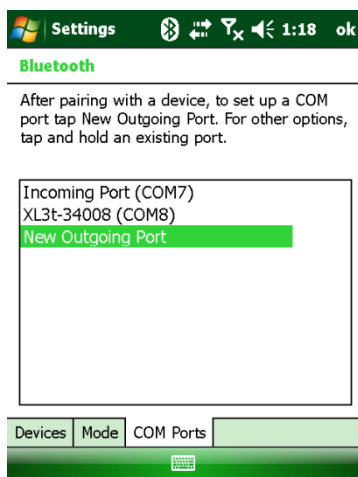 Settings 1:18 ok
Bluetooth
After pairing with a device, to set up a COM
port tap New Outgoing Port. For other options,
tap and hold an existing port.
Incoming Port (COM7)
XL3t-34008 (COM8)
New Outgoing Port
Devices Mode COM Ports